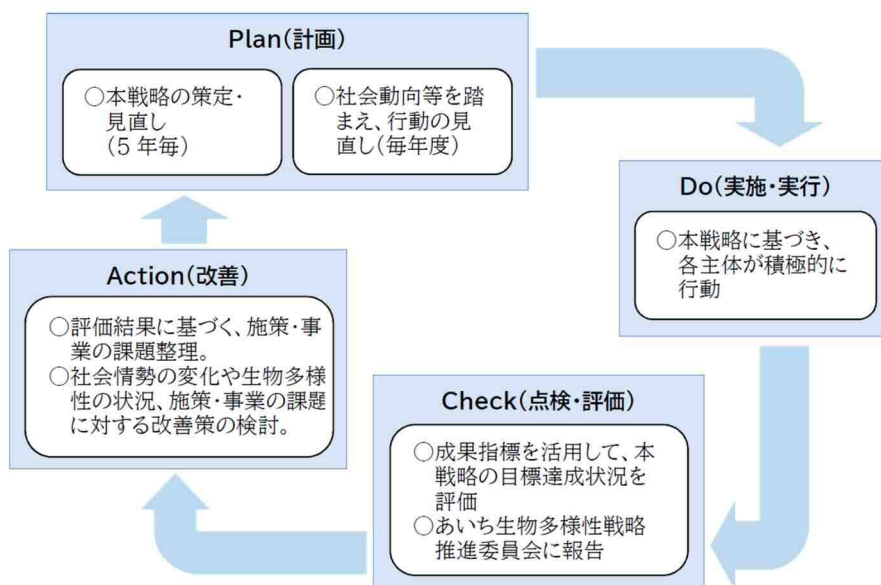 Plan(計画)
○本戦略の策定・
見直し
(5 年毎)
○社会動向等を踏
まえ、行動の見
直し(毎年度)
Do(実施・実行)
○本戦略に基づき、
各主体が積極的に
行動
Check(点検・評価)
○成果指標を活用して、本
戦略の目標達成状況を
評価
○あいち生物多様性戦略
推進委員会に報告
Action(改善)
○評価結果に基づく、施策・事
業の課題整理。
○社会情勢の変化や生物多様
性の状況、施策・事業の課題
に対する改善策の検討。